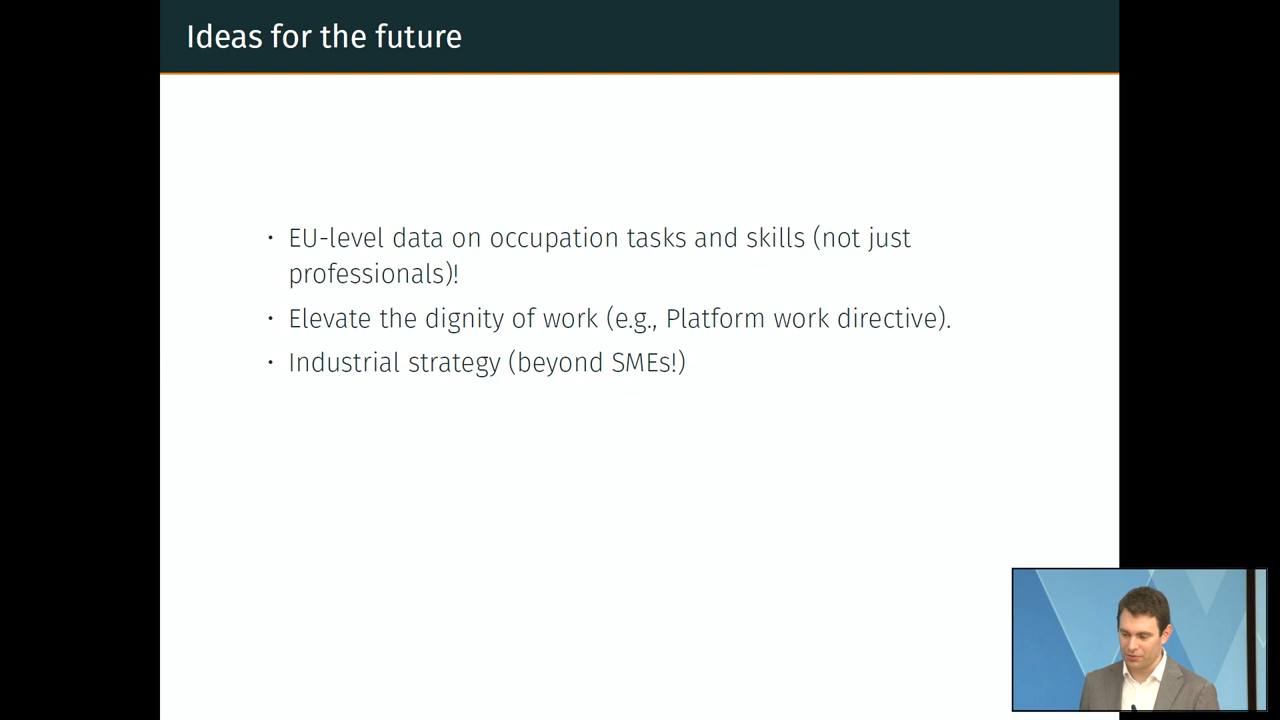 Ideas for the future
· EU-level data on occupation tasks and skills (not just
professionals)!
· Elevate the dignity of work (e.g., Platform work directive).
· Industrial strategy (beyond SMEs!)